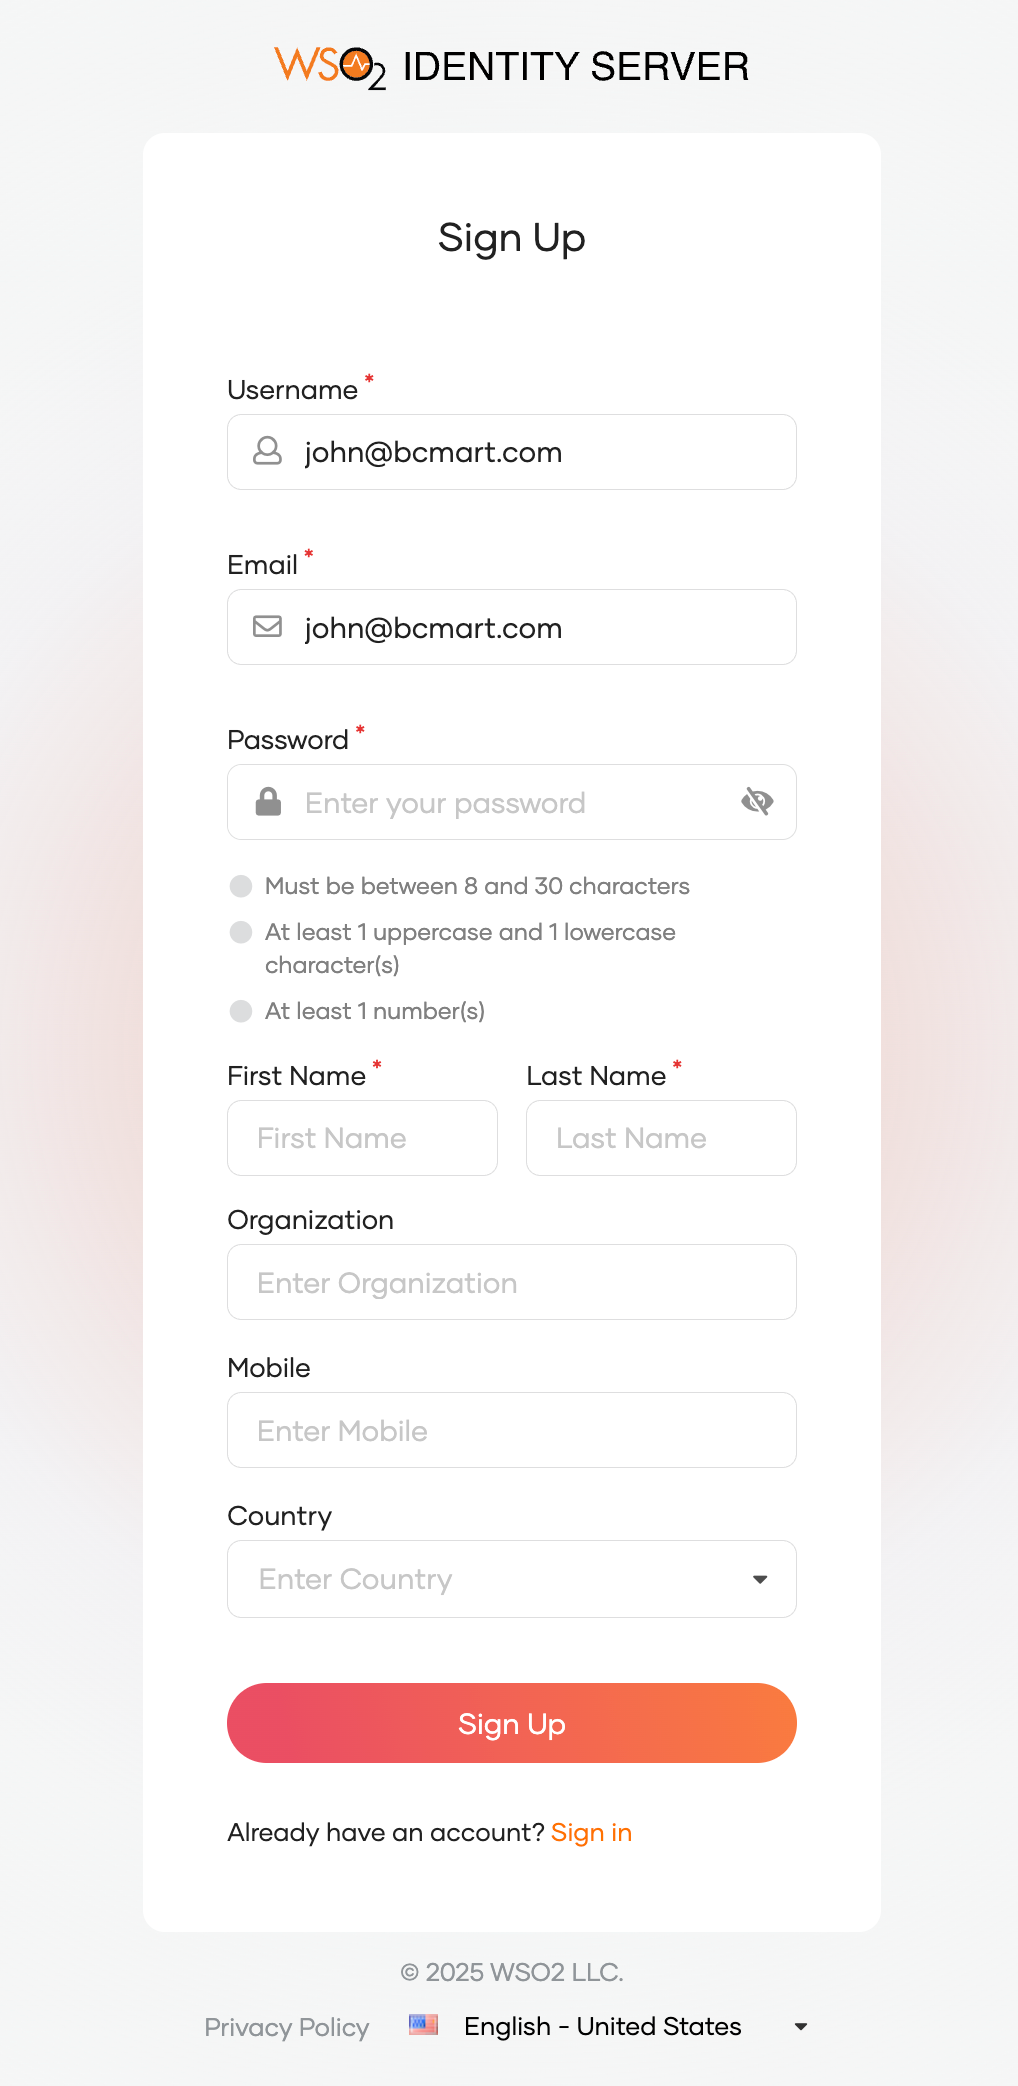 WSO2 IDENTITY SERVER
Sign Up
Username *
john@bcmart.com
Email *
john@bcmart.com
Password *
Enter your password
Must be between 8 and 30 characters
At least 1 uppercase and 1 lowercase
character(s)
At least 1 number(s)
First Name * Last Name *
First Name Last Name
Organization
Enter Organization
Mobile
Enter Mobile
Country
Enter Country
Sign Up
Already have an account? Sign in
© 2025 WSO2 LLC.
Privacy Policy English - United States